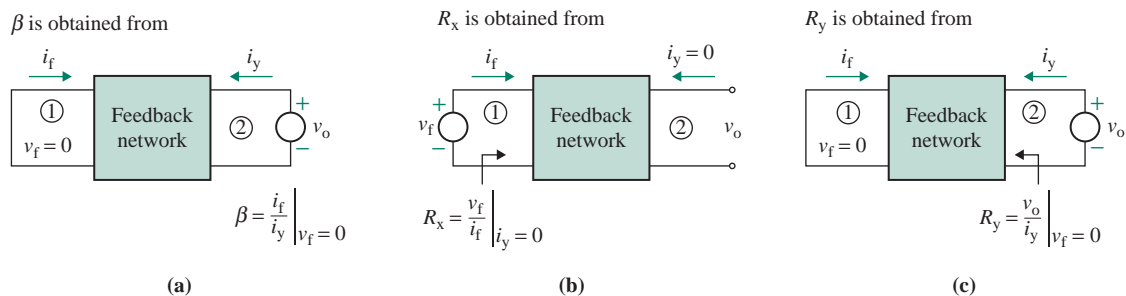 β is obtained from
i_f
i_y
1
v_f = 0
Feedback
network
2
+
−
v_o
β = i_f / i_y | v_f = 0
(a)
R_x is obtained from
i_f
i_y = 0
+
−
v_f
1
Feedback
network
2
v_o
R_x = v_f / i_f | i_y = 0
(b)
R_y is obtained from
i_f
i_y
1
v_f = 0
Feedback
network
2
+
−
v_o
R_y = v_o / i_y | v_f = 0
(c)